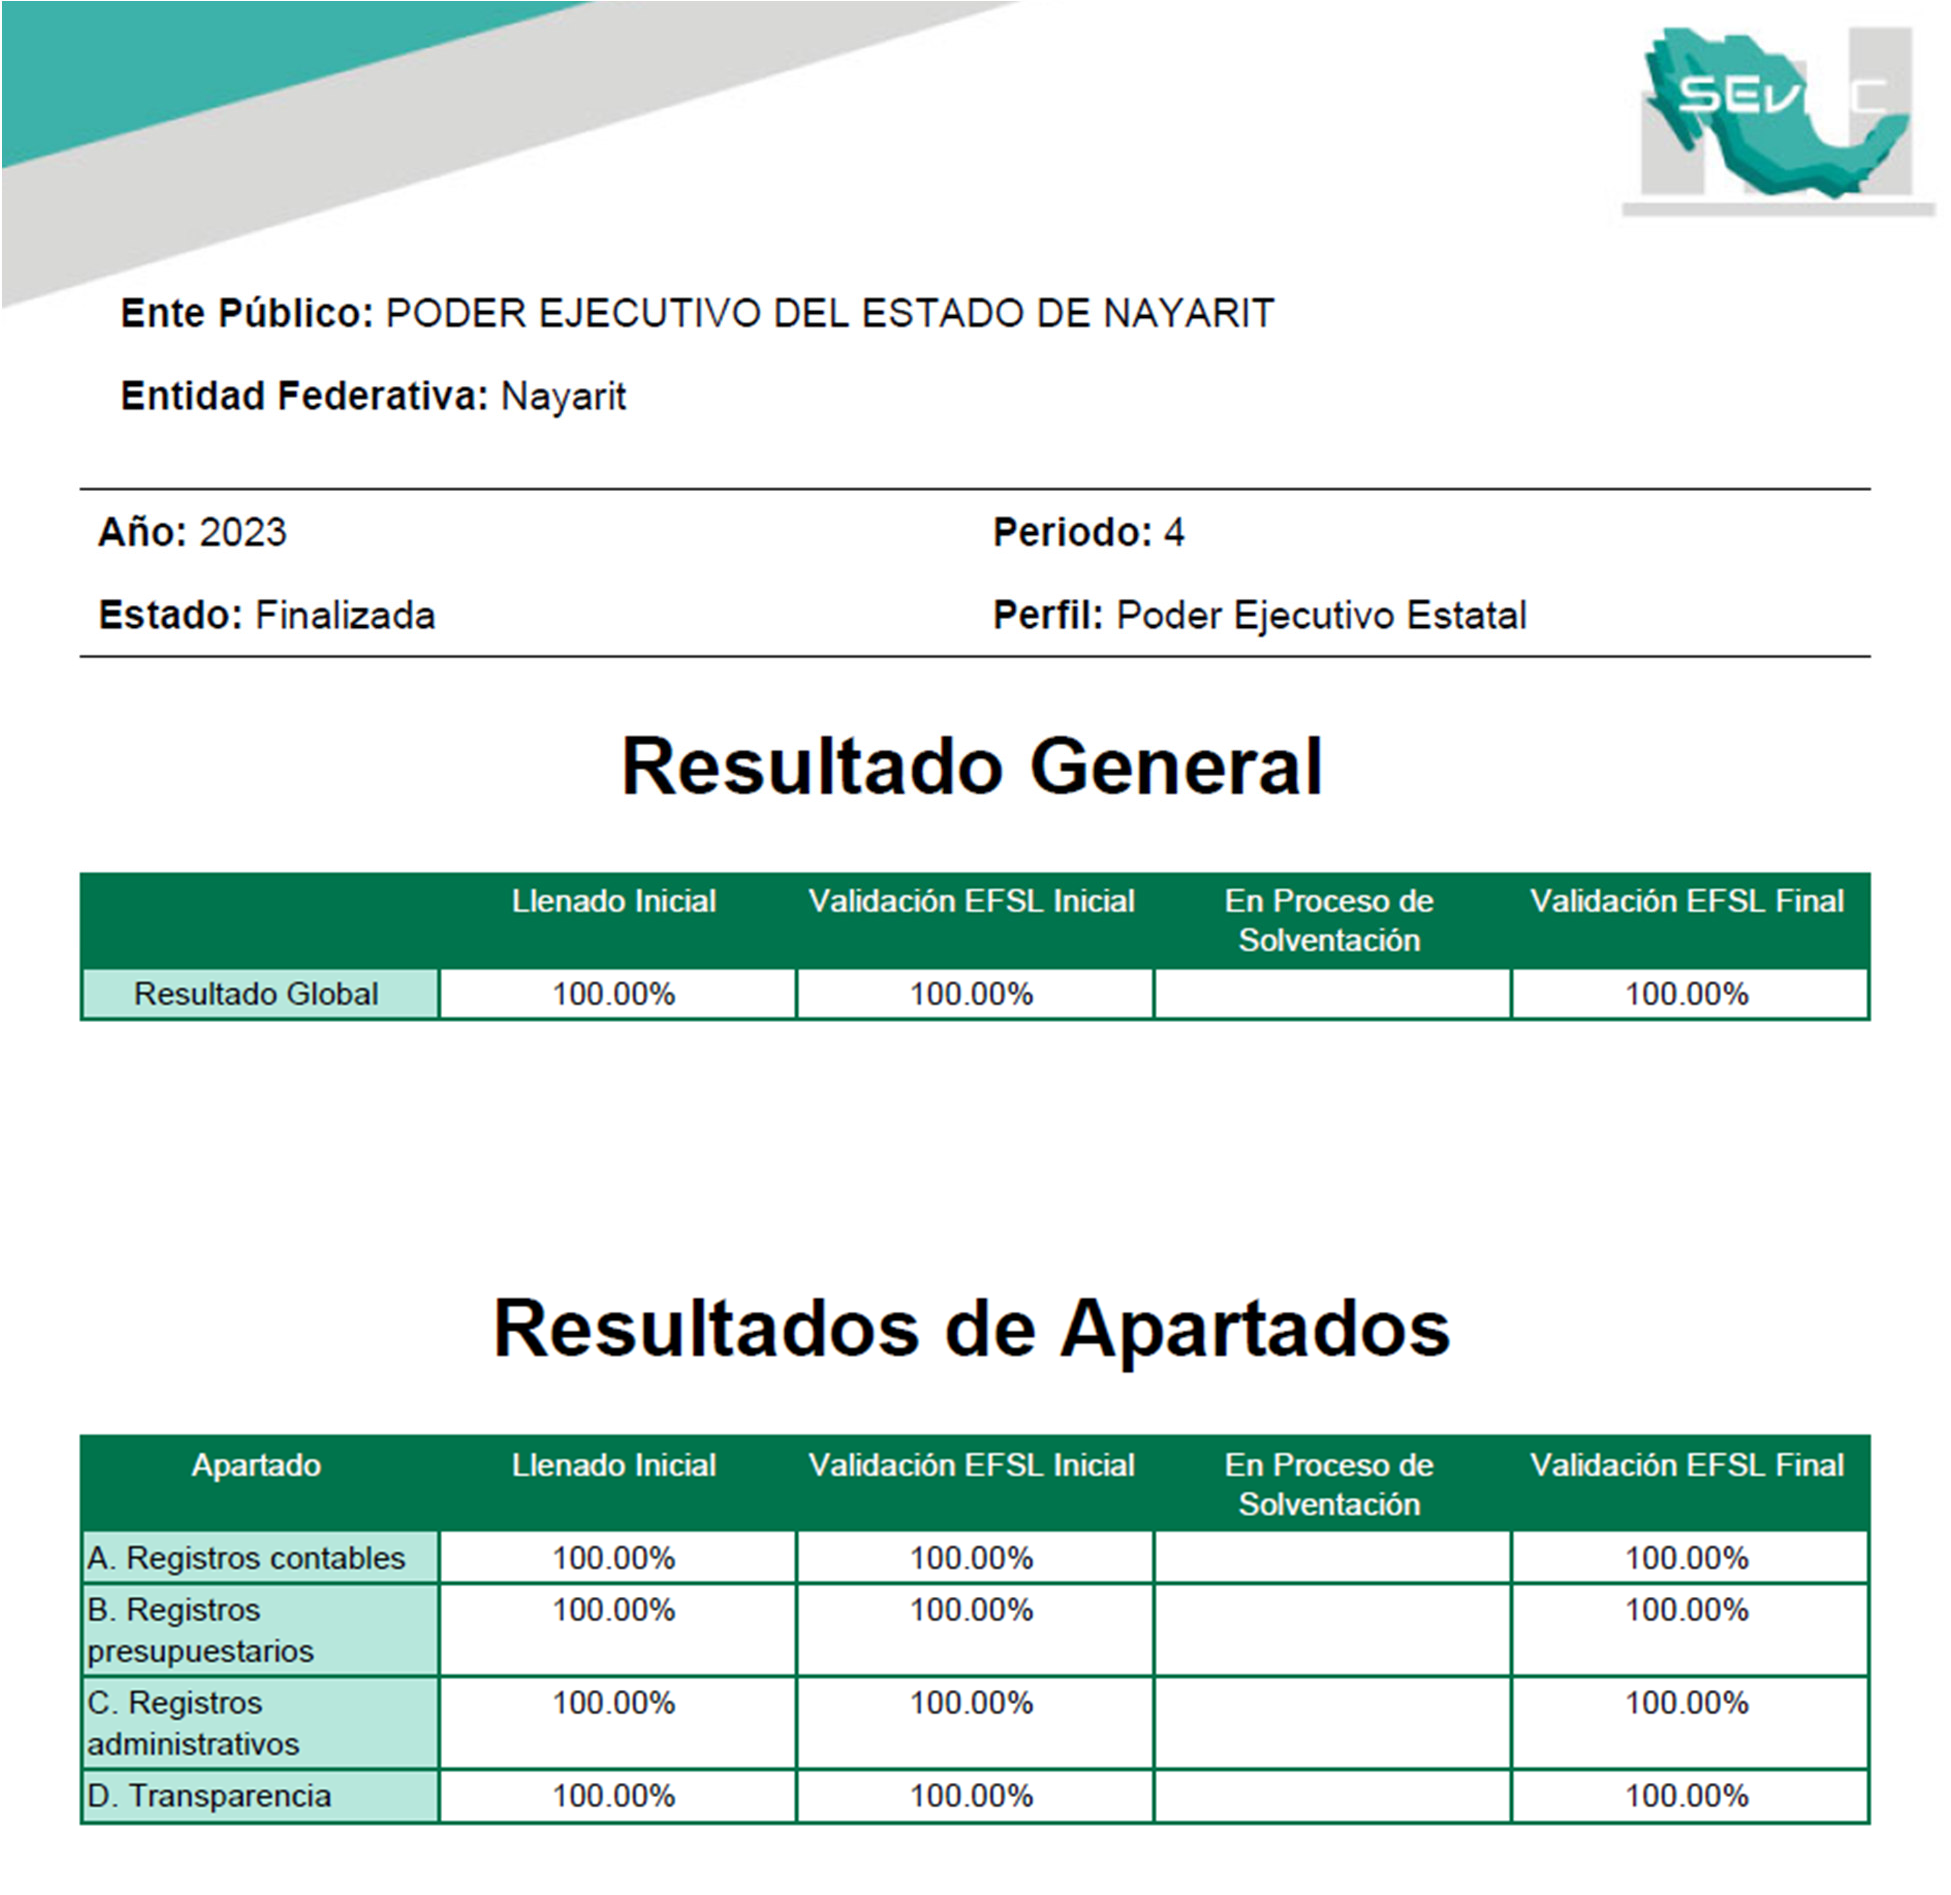 Ente Público: PODER EJECUTIVO DEL ESTADO DE NAYARIT
Entidad Federativa: Nayarit
Año: 2023 Periodo: 4
Estado: Finalizada Perfil: Poder Ejecutivo Estatal
Resultado General
Llenado Inicial Validación EFSL Inicial En Proceso de Validación EFSL Final
Solventación
Resultado Global 100.00% 100.00% 100.00%
Resultados de Apartados
Apartado Llenado Inicial Validación EFSL Inicial En Proceso de Validación EFSL Final
Solventación
A. Registros contables 100.00% 100.00% 100.00%
B. Registros 100.00% 100.00% 100.00%
presupuestarios
C. Registros 100.00% 100.00% 100.00%
administrativos
D. Transparencia 100.00% 100.00% 100.00%